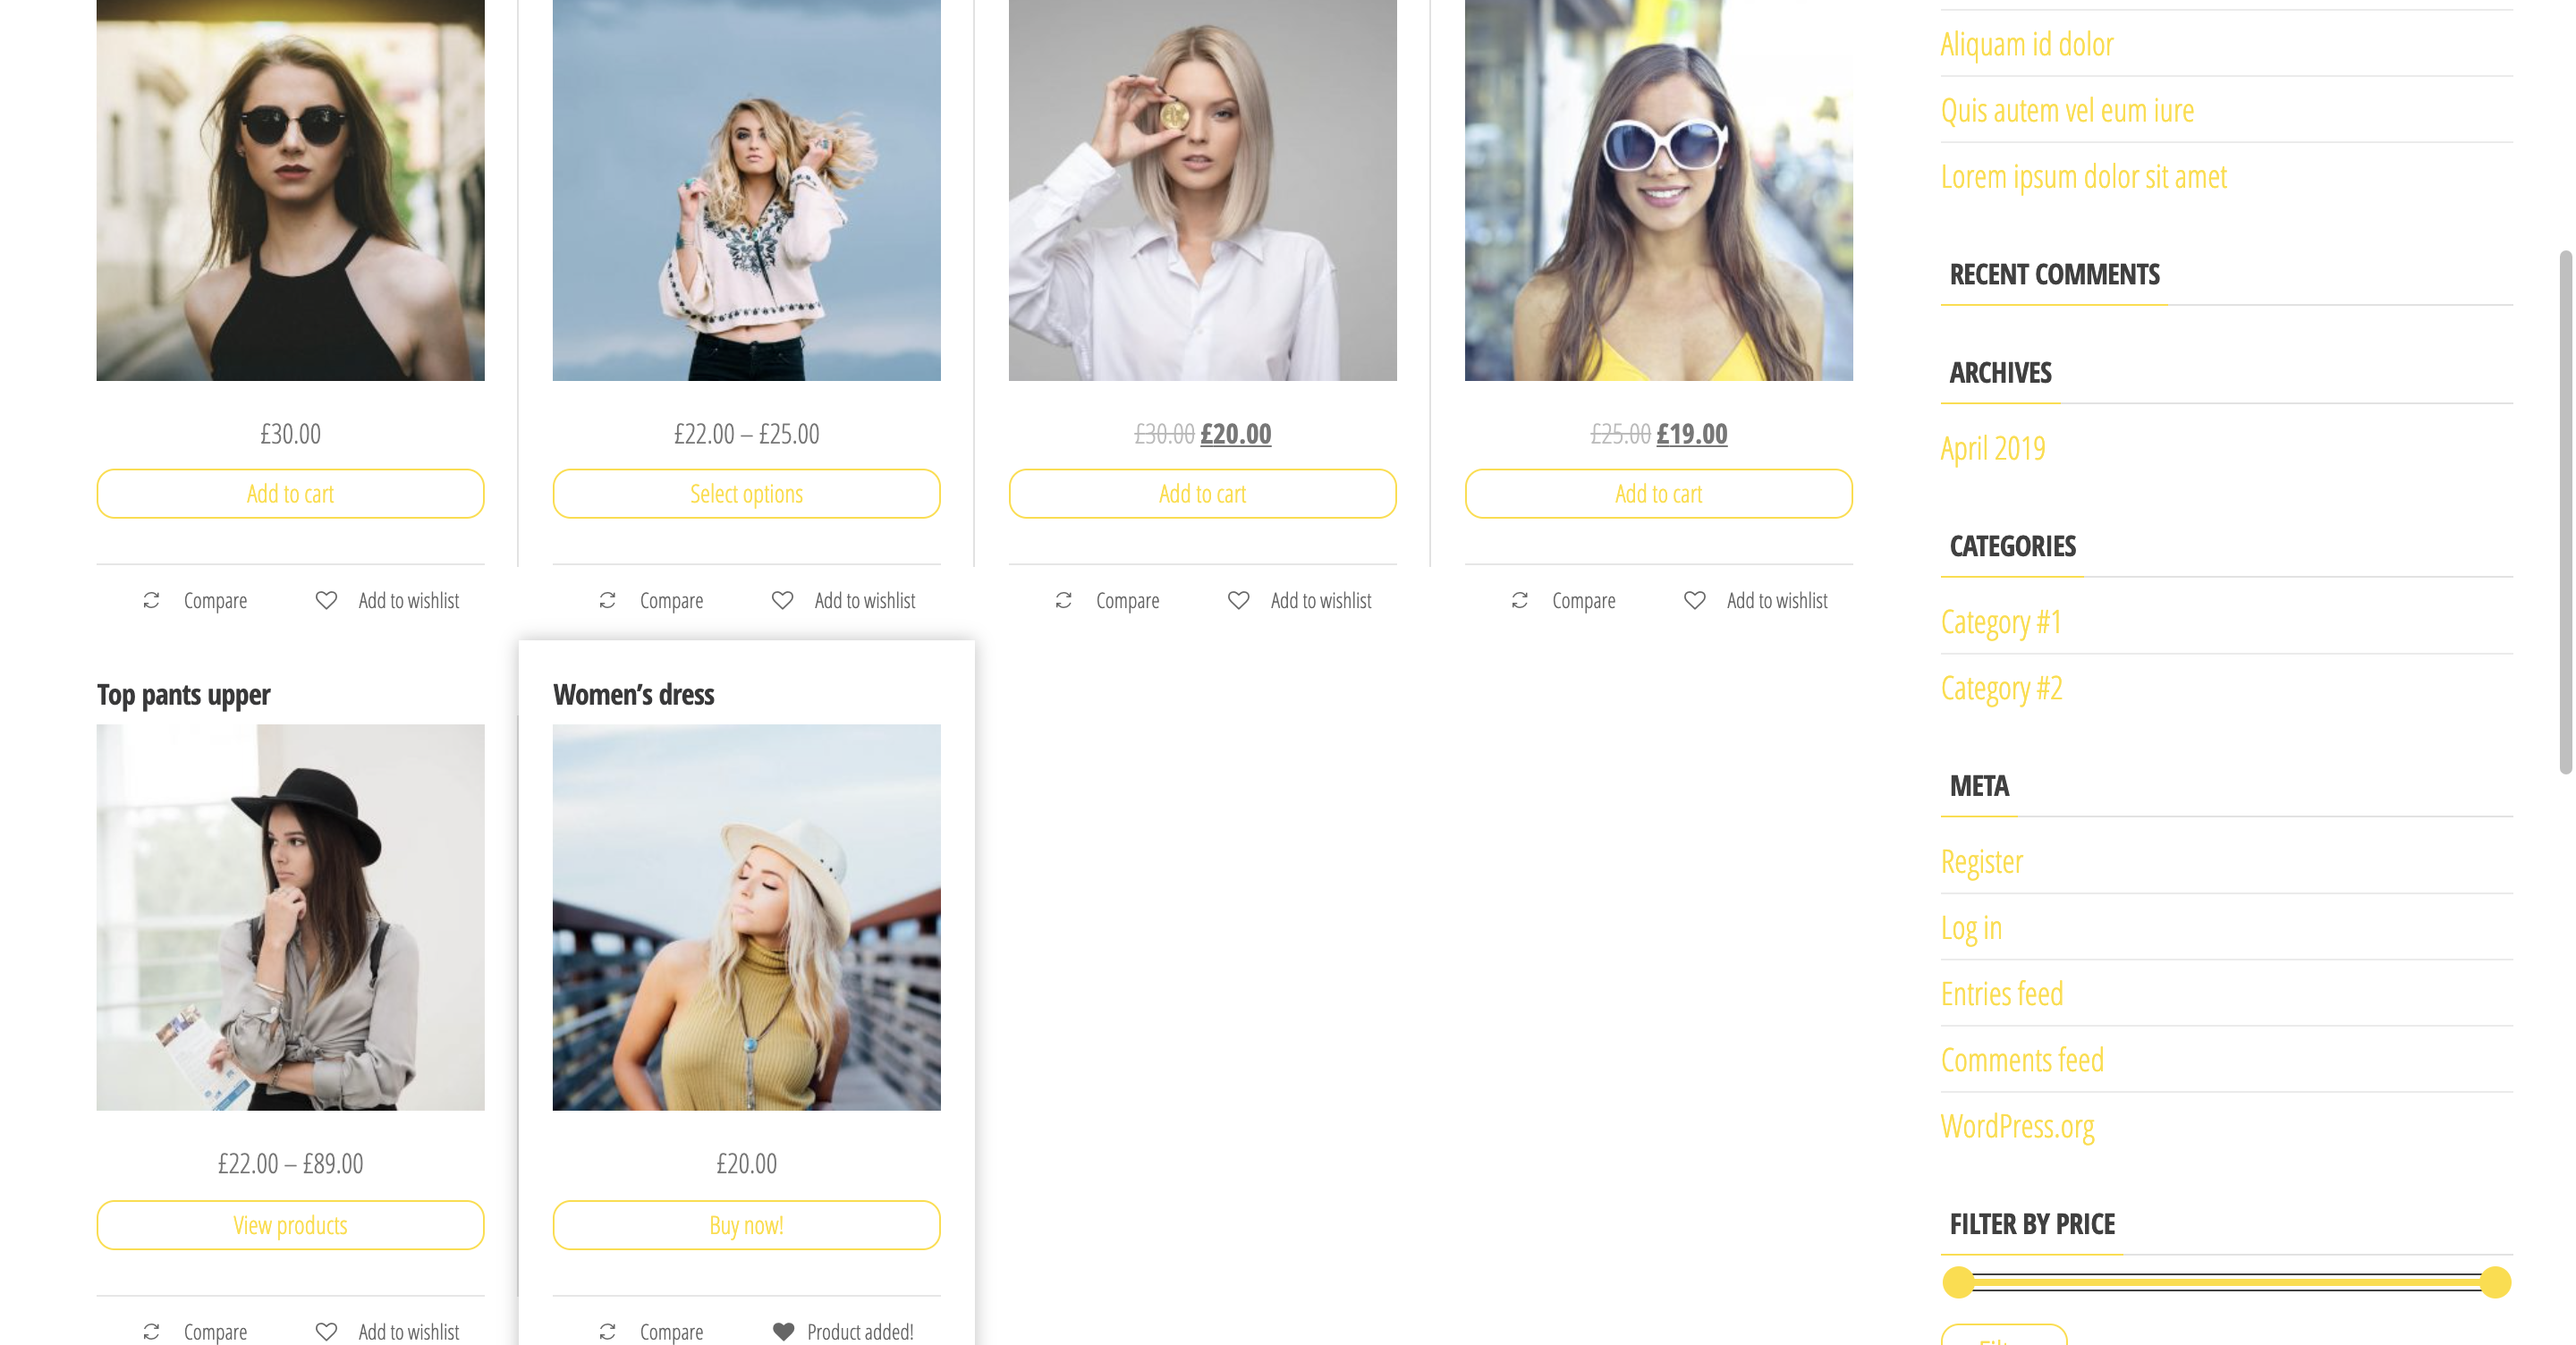 £30.00
Add to cart
Compare
Add to wishlist
£22.00 – £25.00
Select options
Compare
Add to wishlist
£30.00 £20.00
Add to cart
Compare
Add to wishlist
£25.00 £19.00
Add to cart
Compare
Add to wishlist
Top pants upper
£22.00 – £89.00
View products
Compare
Add to wishlist
Women’s dress
£20.00
Buy now!
Compare
Product added!
Aliquam id dolor
Quis autem vel eum iure
Lorem ipsum dolor sit amet
RECENT COMMENTS
ARCHIVES
April 2019
CATEGORIES
Category #1
Category #2
META
Register
Log in
Entries feed
Comments feed
WordPress.org
FILTER BY PRICE